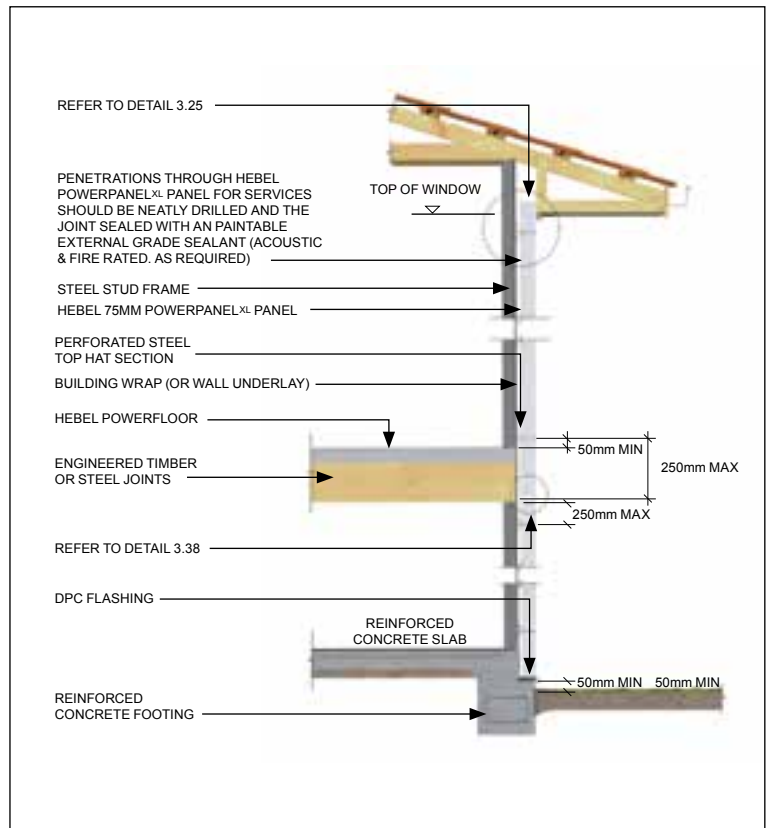 REFER TO DETAIL 3.25
PENETRATIONS THROUGH HEBEL
POWERPANELXL PANEL FOR SERVICES
SHOULD BE NEATLY DRILLED AND THE
JOINT SEALED WITH AN PAINTABLE
EXTERNAL GRADE SEALANT (ACOUSTIC
& FIRE RATED. AS REQUIRED)
TOP OF WINDOW
STEEL STUD FRAME
HEBEL 75MM POWERPANELXL PANEL
PERFORATED STEEL
TOP HAT SECTION
BUILDING WRAP (OR WALL UNDERLAY)
HEBEL POWERFLOOR
50mm MIN
250mm MAX
ENGINEERED TIMBER
OR STEEL JOINTS
250mm MAX
REFER TO DETAIL 3.38
DPC FLASHING
REINFORCED
CONCRETE SLAB
50mm MIN 50mm MIN
REINFORCED
CONCRETE FOOTING